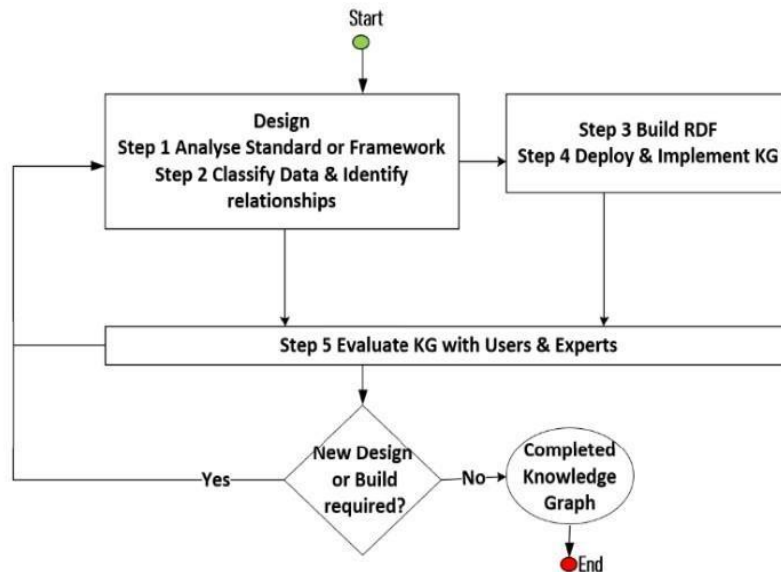 Start
Design
Step 1 Analyse Standard or Framework
Step 2 Classify Data & Identify
relationships
Step 3 Build RDF
Step 4 Deploy & Implement KG
Step 5 Evaluate KG with Users & Experts
New Design
or Build
required?
Yes
No
Completed
Knowledge
Graph
End